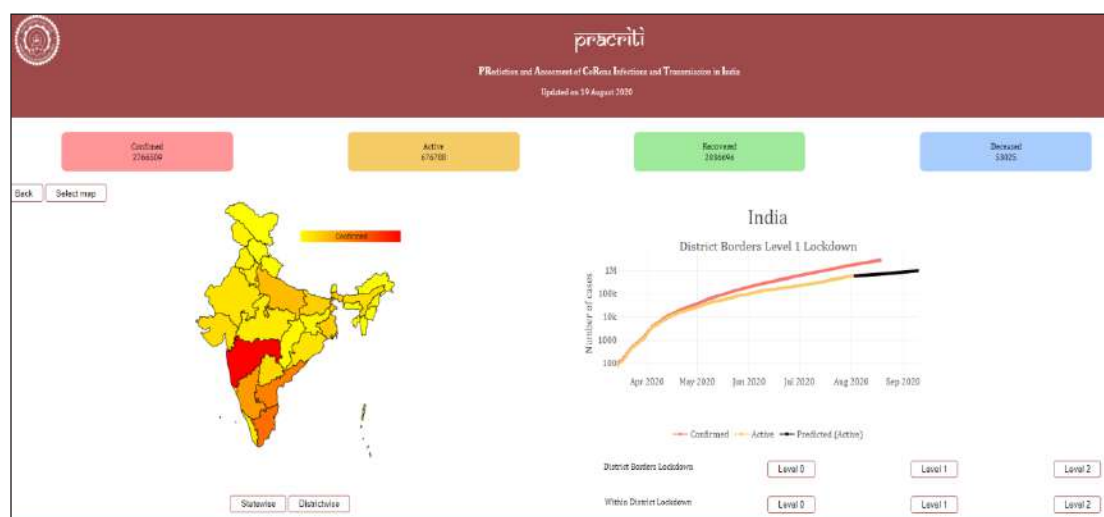 pracriti
PRediction and Assesment of CoRona Infections and Transmission in India
Updated on 19 August 2020
Confirmed
2766509
Active
676700
Recovered
2036696
Deceased
53025
Back
Select map
Confirmed
India
District Borders Level 1 Lockdown
Number of cases
1M
100k
10k
1000
100
Apr 2020
May 2020
Jun 2020
Jul 2020
Aug 2020
Sep 2020
Confirmed
Active
Predicted (Active)
District Borders Lockdown
Level 0
Level 1
Level 2
Statewise
Districtwise
Within District Lockdown
Level 0
Level 1
Level 2